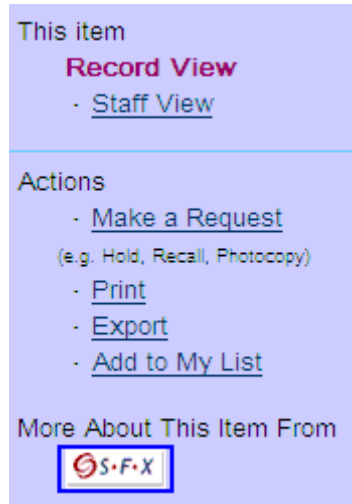 This item
Record View
· Staff View
Actions
· Make a Request
(e.g. Hold, Recall, Photocopy)
· Print
· Export
· Add to My List
More About This Item From
S·F·X